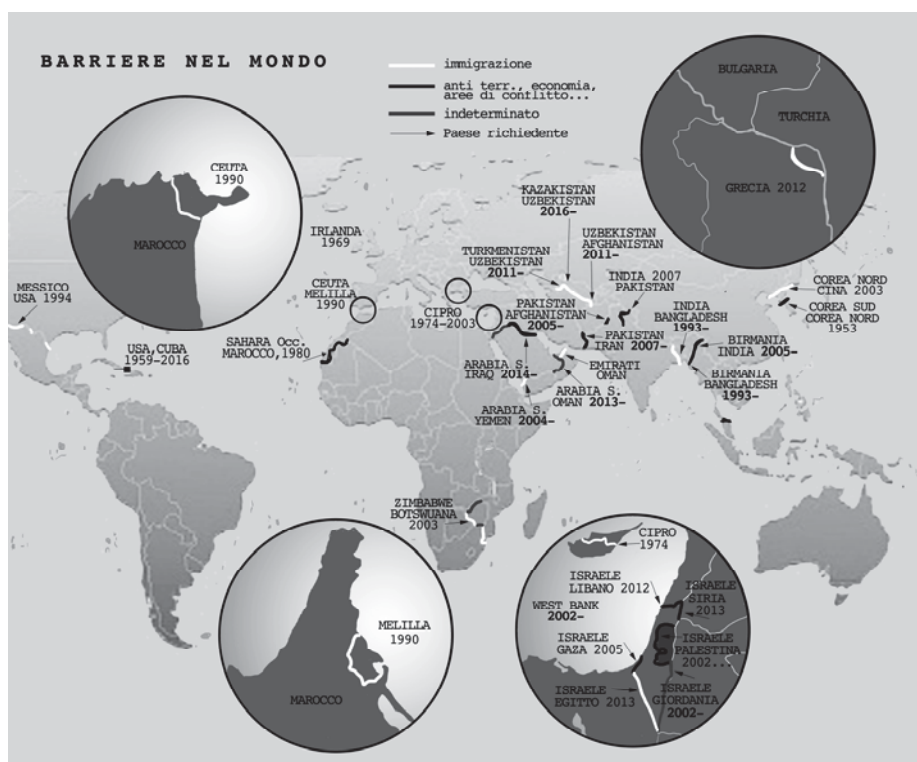 BARRIERE NEL MONDO
immigrazione
anti terr., economia,
aree di conflitto...
indeterminato
Paese richiedente
BULGARIA
TURCHIA
GRECIA 2012
CEUTA
1990
MAROCCO
KAZAKISTAN
UZBEKISTAN
2016-
IRLANDA
1969
UZBEKISTAN
AFGHANISTAN
2011-
TURKMENISTAN
UZBEKISTAN
2011-
INDIA 2007
PAKISTAN
COREA NORD
CINA 2003
MESSICO
USA 1994
CEUTA
MELILLA
1990
CIPRO
1974-2003
PAKISTAN
AFGHANISTAN
2005-
INDIA
BANGLADESH
1993-
COREA SUD
COREA NORD
1953
USA,CUBA
1959-2016
SAHARA Occ.
MAROCCO,1980
PAKISTAN
IRAN 2007-
BIRMANIA
INDIA 2005-
ARABIA S.
IRAQ 2014-
EMIRATI
OMAN
BIRMANIA
BANGLADESH
1993-
ARABIA S.
OMAN 2013-
ARABIA S.
YEMEN 2004-
ZIMBABWE
BOTSWUANA
2003
MELILLA
1990
MAROCCO
CIPRO
1974
ISRAELE
LIBANO 2012
ISRAELE
SIRIA
2013
WEST BANK
2002-
ISRAELE
GAZA 2005
ISRAELE
PALESTINA
2002...
ISRAELE
EGITTO 2013
ISRAELE
GIORDANIA
2002-